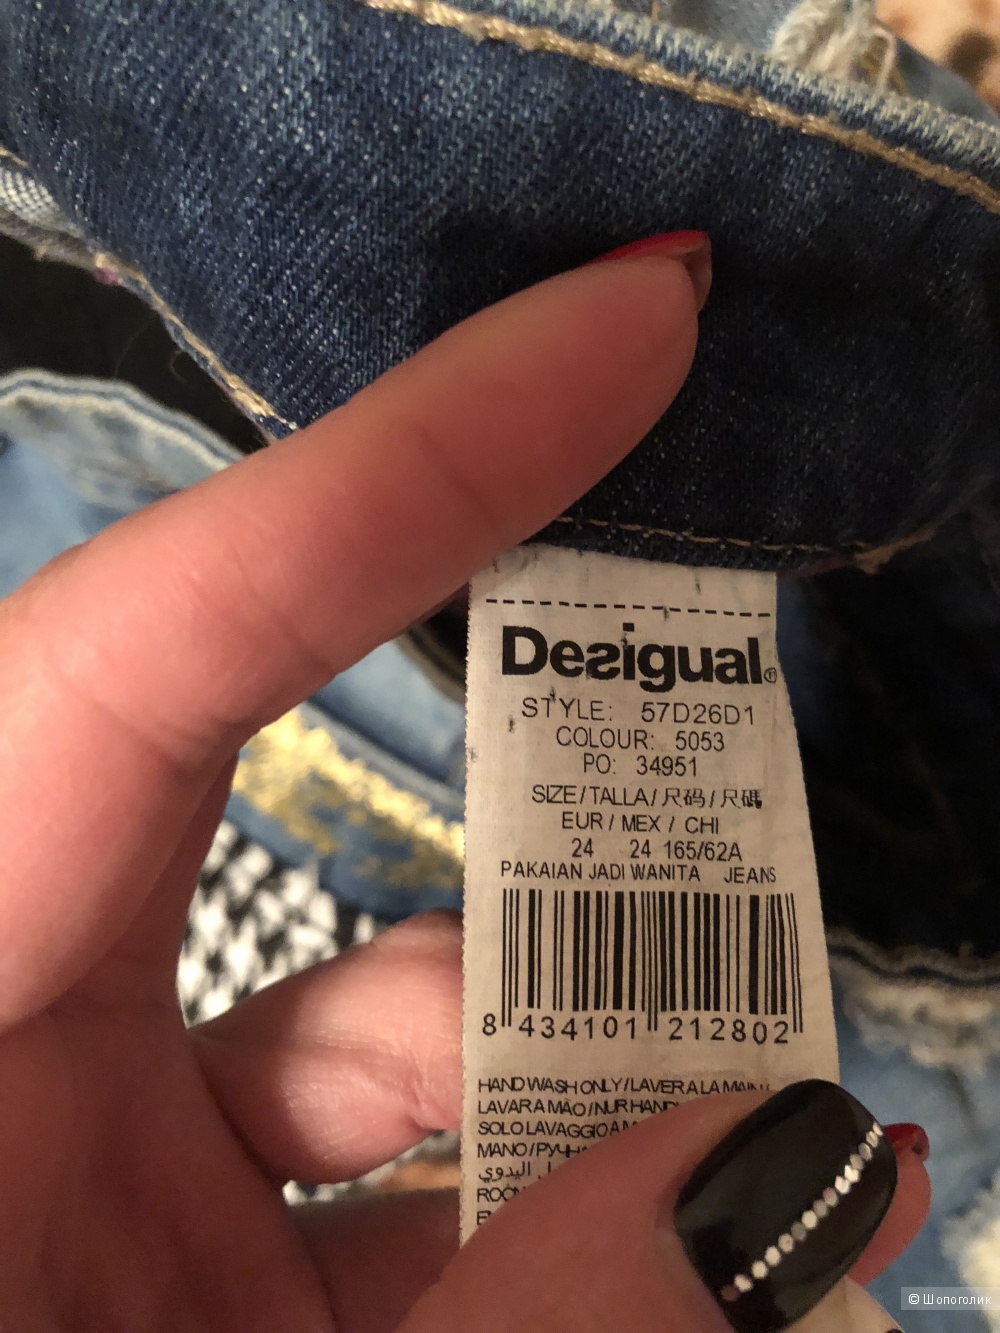 Desigual®
STYLE: 57D26D1
COLOUR: 5053
PO: 34951
SIZE/TALLA/尺码/尺碼
EUR / MEX / CHI
24 24 165/62A
PAKAIAN JADI WANITA JEANS
8 434101 212802
HAND WASH ONLY/LAVER A LA MAIN/
LAVAR A MÃO/NUR HAND
SOLO LAVAGGIO A M
MANO/РУЧН
اليدوي
© Шопоголик